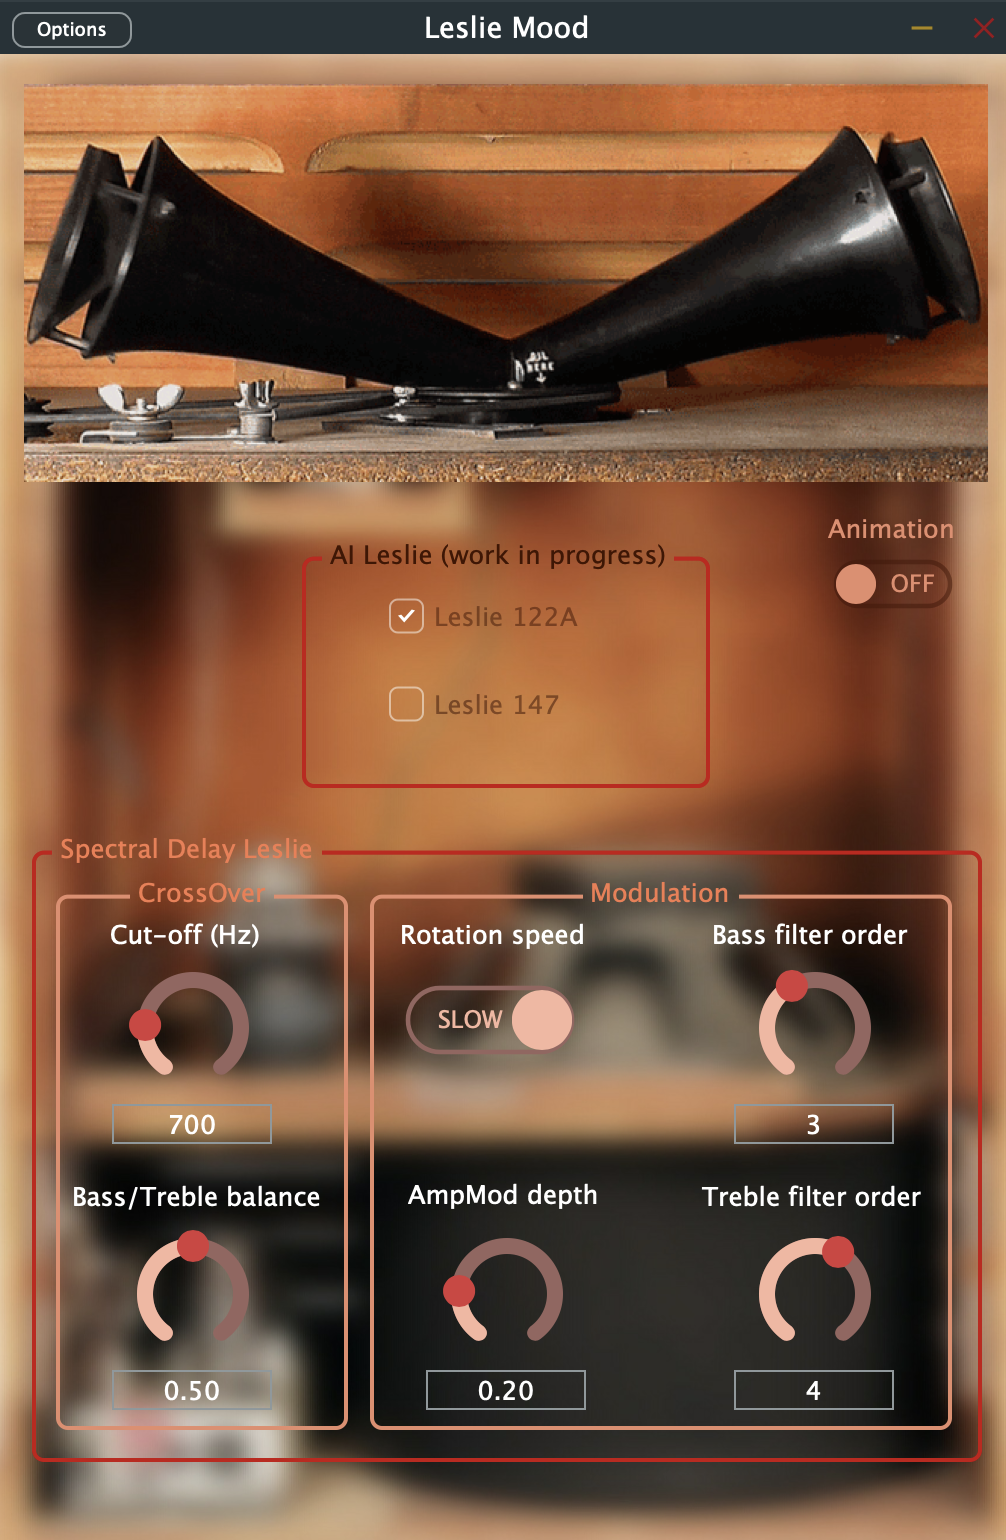 Options
Leslie Mood
OIL
HERE
Animation
OFF
AI Leslie (work in progress)
Leslie 122A
Leslie 147
Spectral Delay Leslie
CrossOver
Modulation
Cut-off (Hz)
Rotation speed
Bass filter order
SLOW
700
3
Bass/Treble balance
AmpMod depth
Treble filter order
0.50
0.20
4